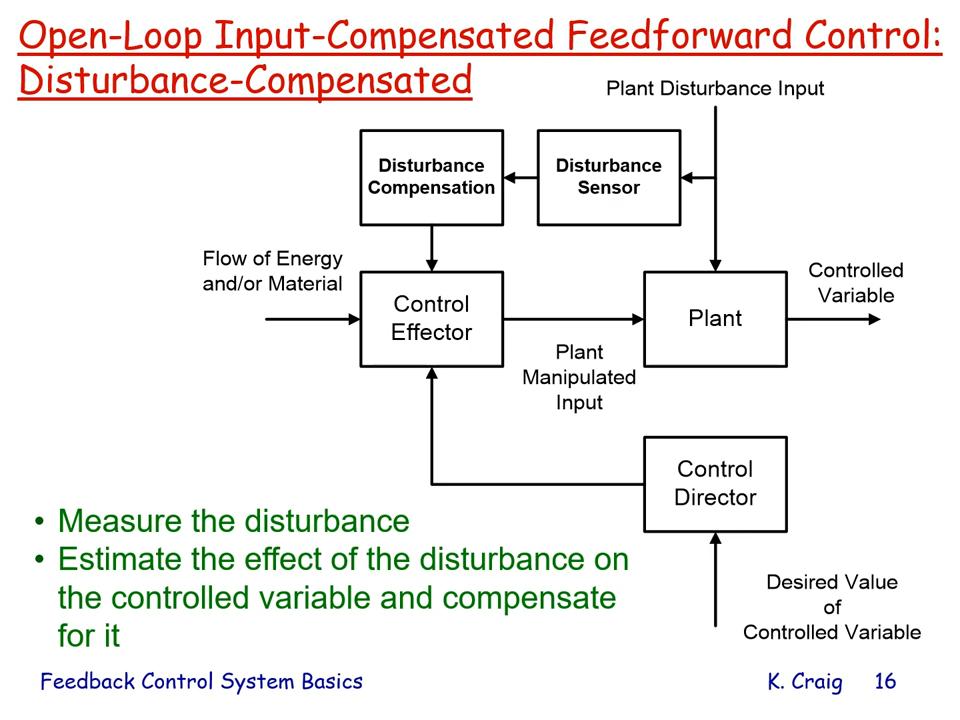 Open-Loop Input-Compensated Feedforward Control:
Disturbance-Compensated
Plant Disturbance Input
Disturbance
Compensation
Disturbance
Sensor
Flow of Energy
and/or Material
Control
Effector
Plant
Manipulated
Input
Plant
Controlled
Variable
Control
Director
Desired Value
of
Controlled Variable
• Measure the disturbance
• Estimate the effect of the disturbance on
the controlled variable and compensate
for it
Feedback Control System Basics
K. Craig 16